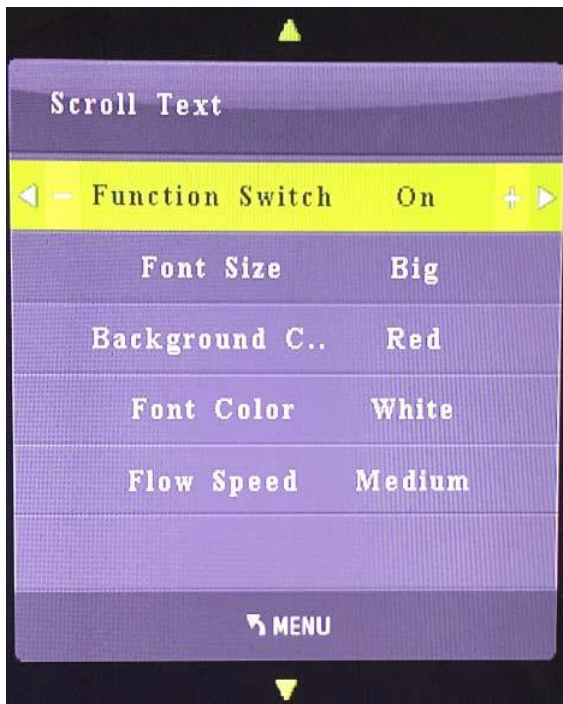 Scroll Text
Function Switch On
Font Size Big
Background C.. Red
Font Color White
Flow Speed Medium
MENU